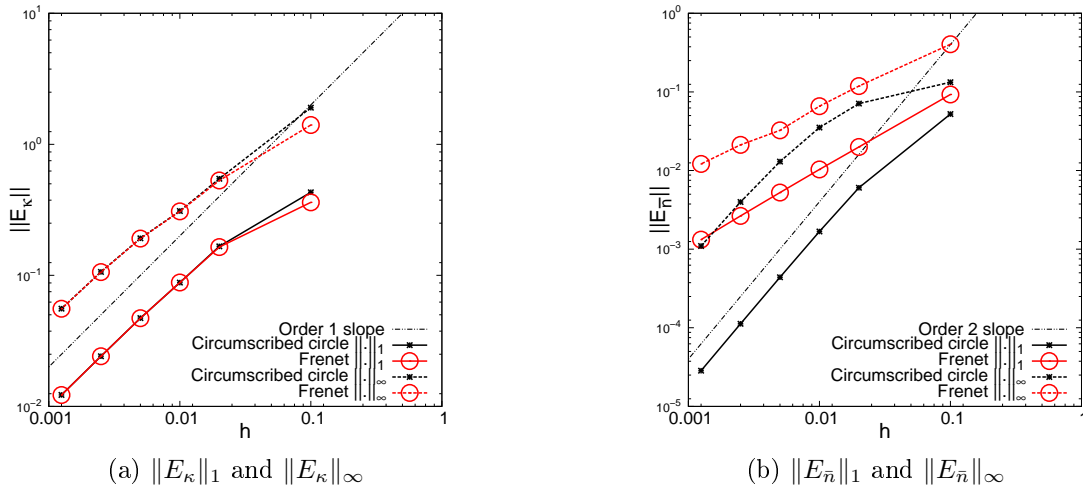 10^1
10^0
10^-1
10^-2
||E_κ||
0.001
0.01
0.1
1
h
Order 1 slope
Circumscribed circle ||.||_1
Frenet ||.||_1
Circumscribed circle ||.||_∞
Frenet ||.||_∞
(a) ‖E_κ‖_1 and ‖E_κ‖_∞
10^0
10^-1
10^-2
10^-3
10^-4
10^-5
||E_n̄||
0.001
0.01
0.1
1
h
Order 2 slope
Circumscribed circle ||.||_1
Frenet ||.||_1
Circumscribed circle ||.||_∞
Frenet ||.||_∞
(b) ‖E_n̄‖_1 and ‖E_n̄‖_∞